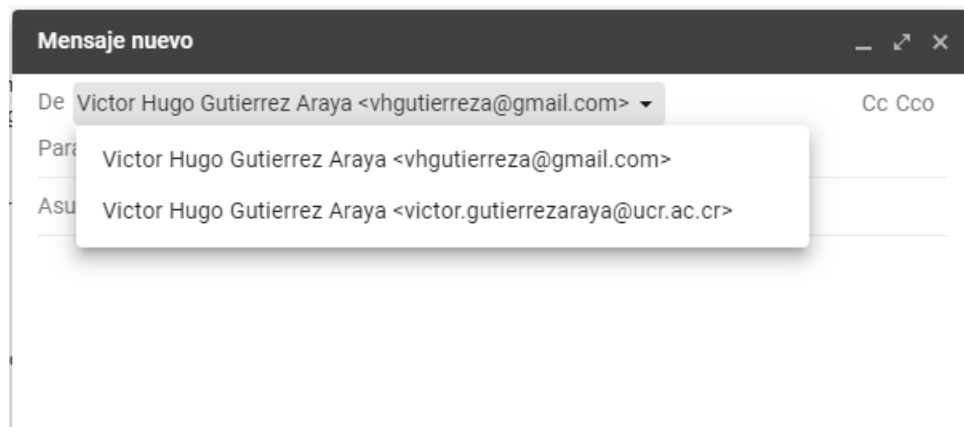 Mensaje nuevo
De Victor Hugo Gutierrez Araya <vhgutierreza@gmail.com> Cc Cco
Victor Hugo Gutierrez Araya <vhgutierreza@gmail.com>
Victor Hugo Gutierrez Araya <victor.gutierrezaraya@ucr.ac.cr>